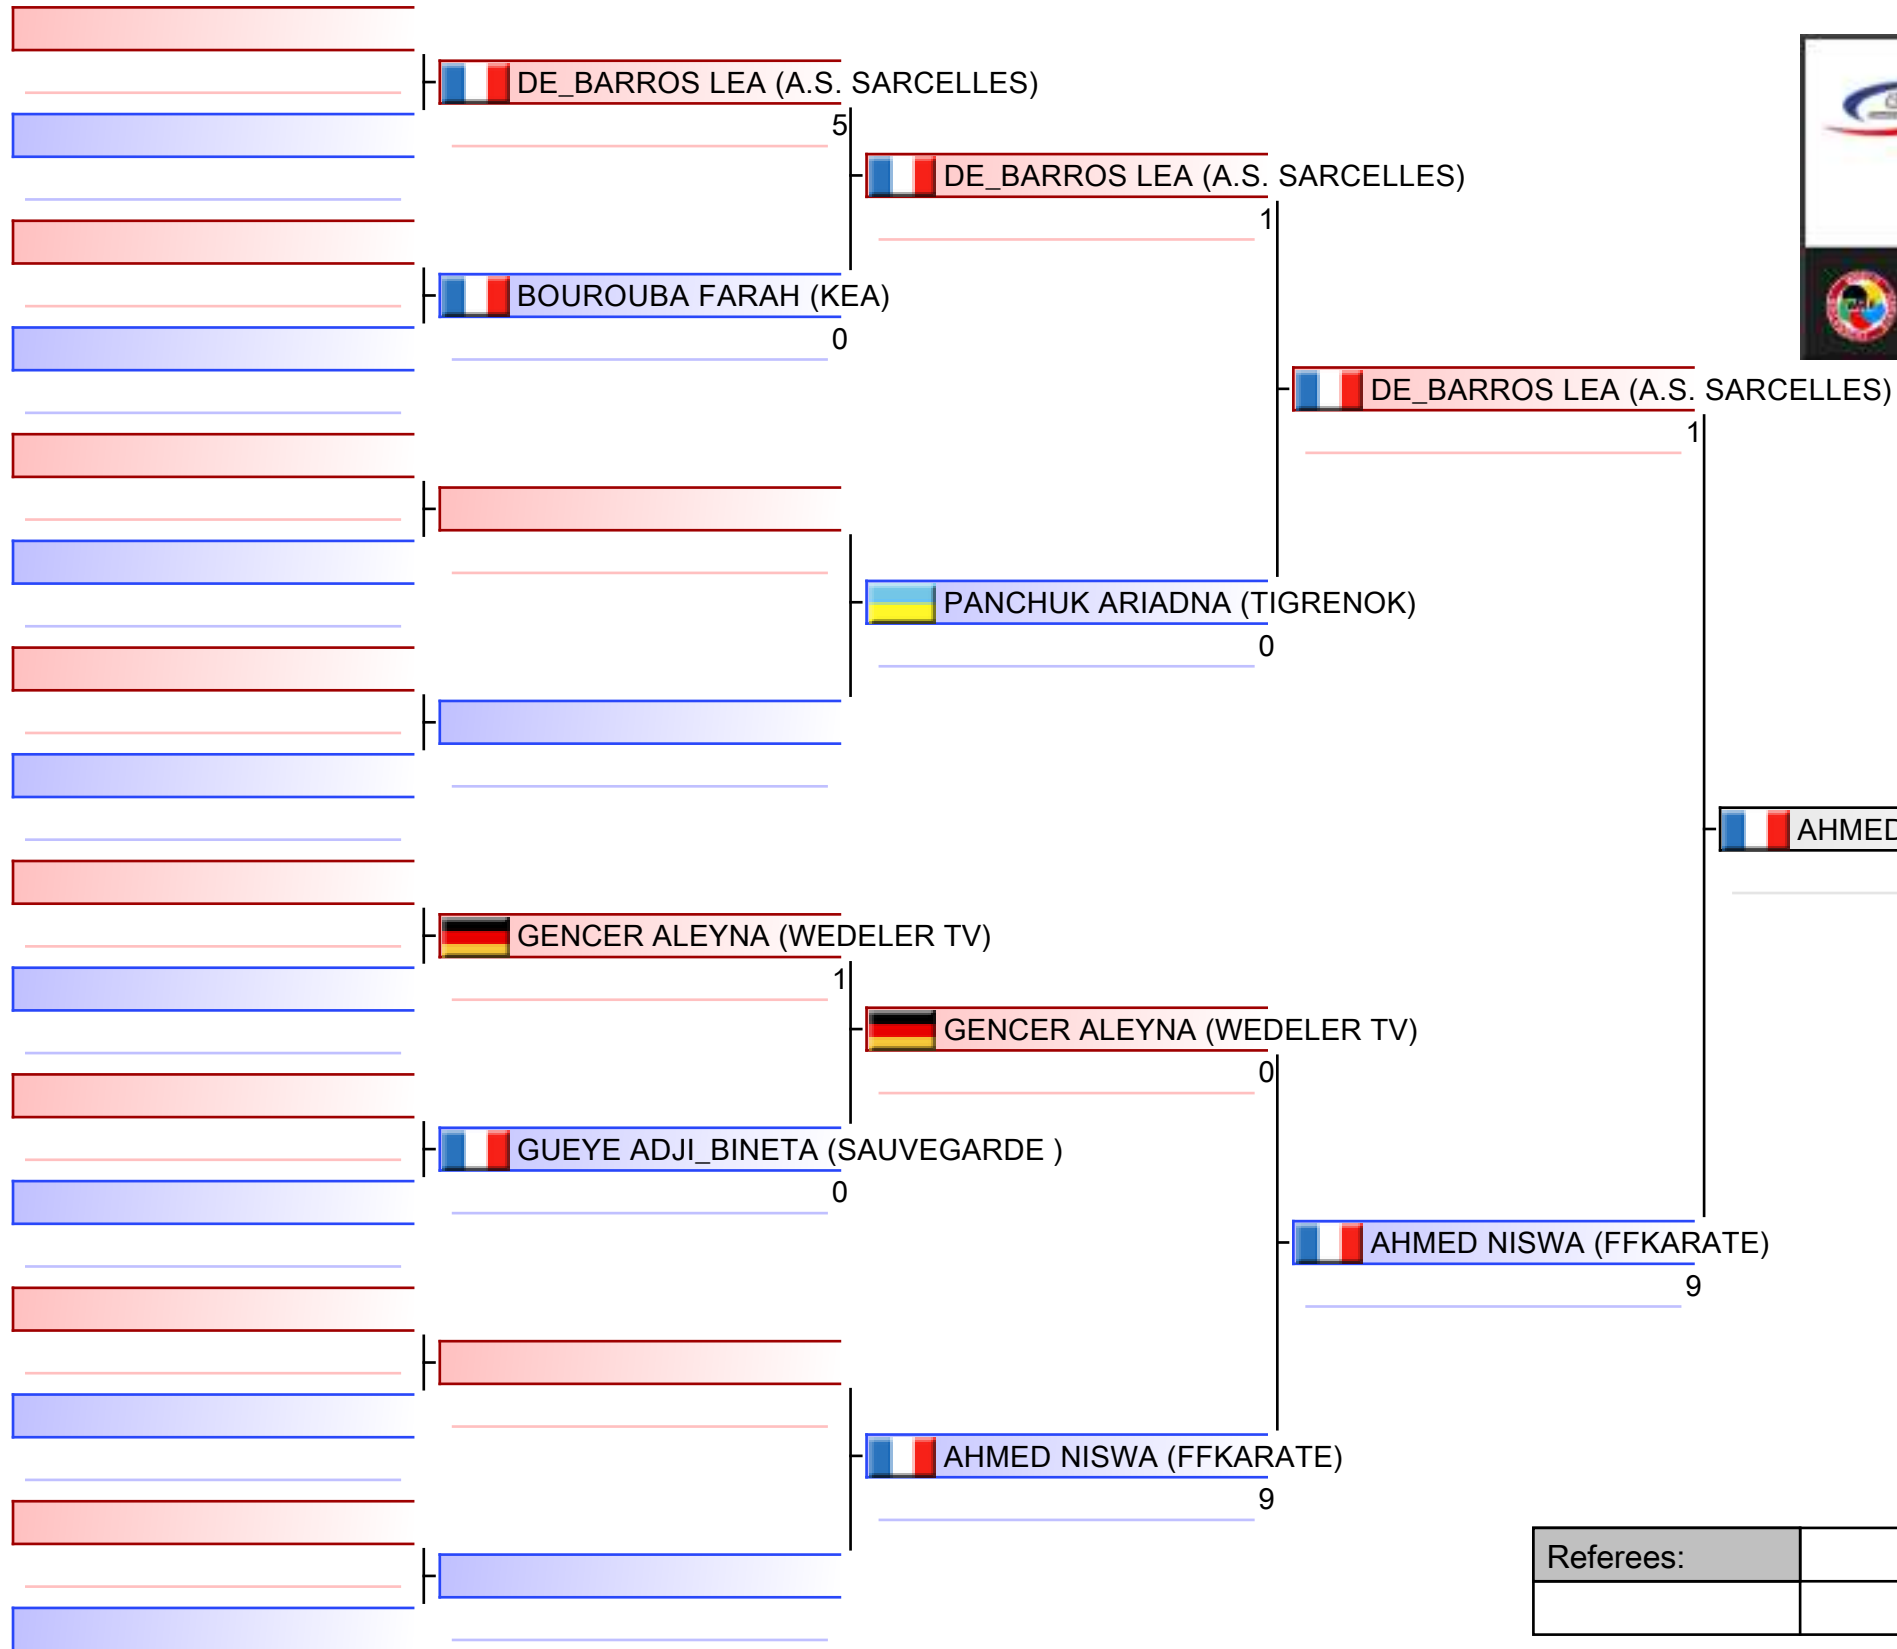 DE_BARROS LEA (A.S. SARCELLES)
5
DE_BARROS LEA (A.S. SARCELLES)
1
BOUROUBA FARAH (KEA)
0
DE_BARROS LEA (A.S. SARCELLES)
1
PANCHUK ARIADNA (TIGRENOK)
0
AHMED
GENCER ALEYNA (WEDELER TV)
1
GENCER ALEYNA (WEDELER TV)
0
GUEYE ADJI_BINETA (SAUVEGARDE )
0
AHMED NISWA (FFKARATE)
9
AHMED NISWA (FFKARATE)
9
Referees: